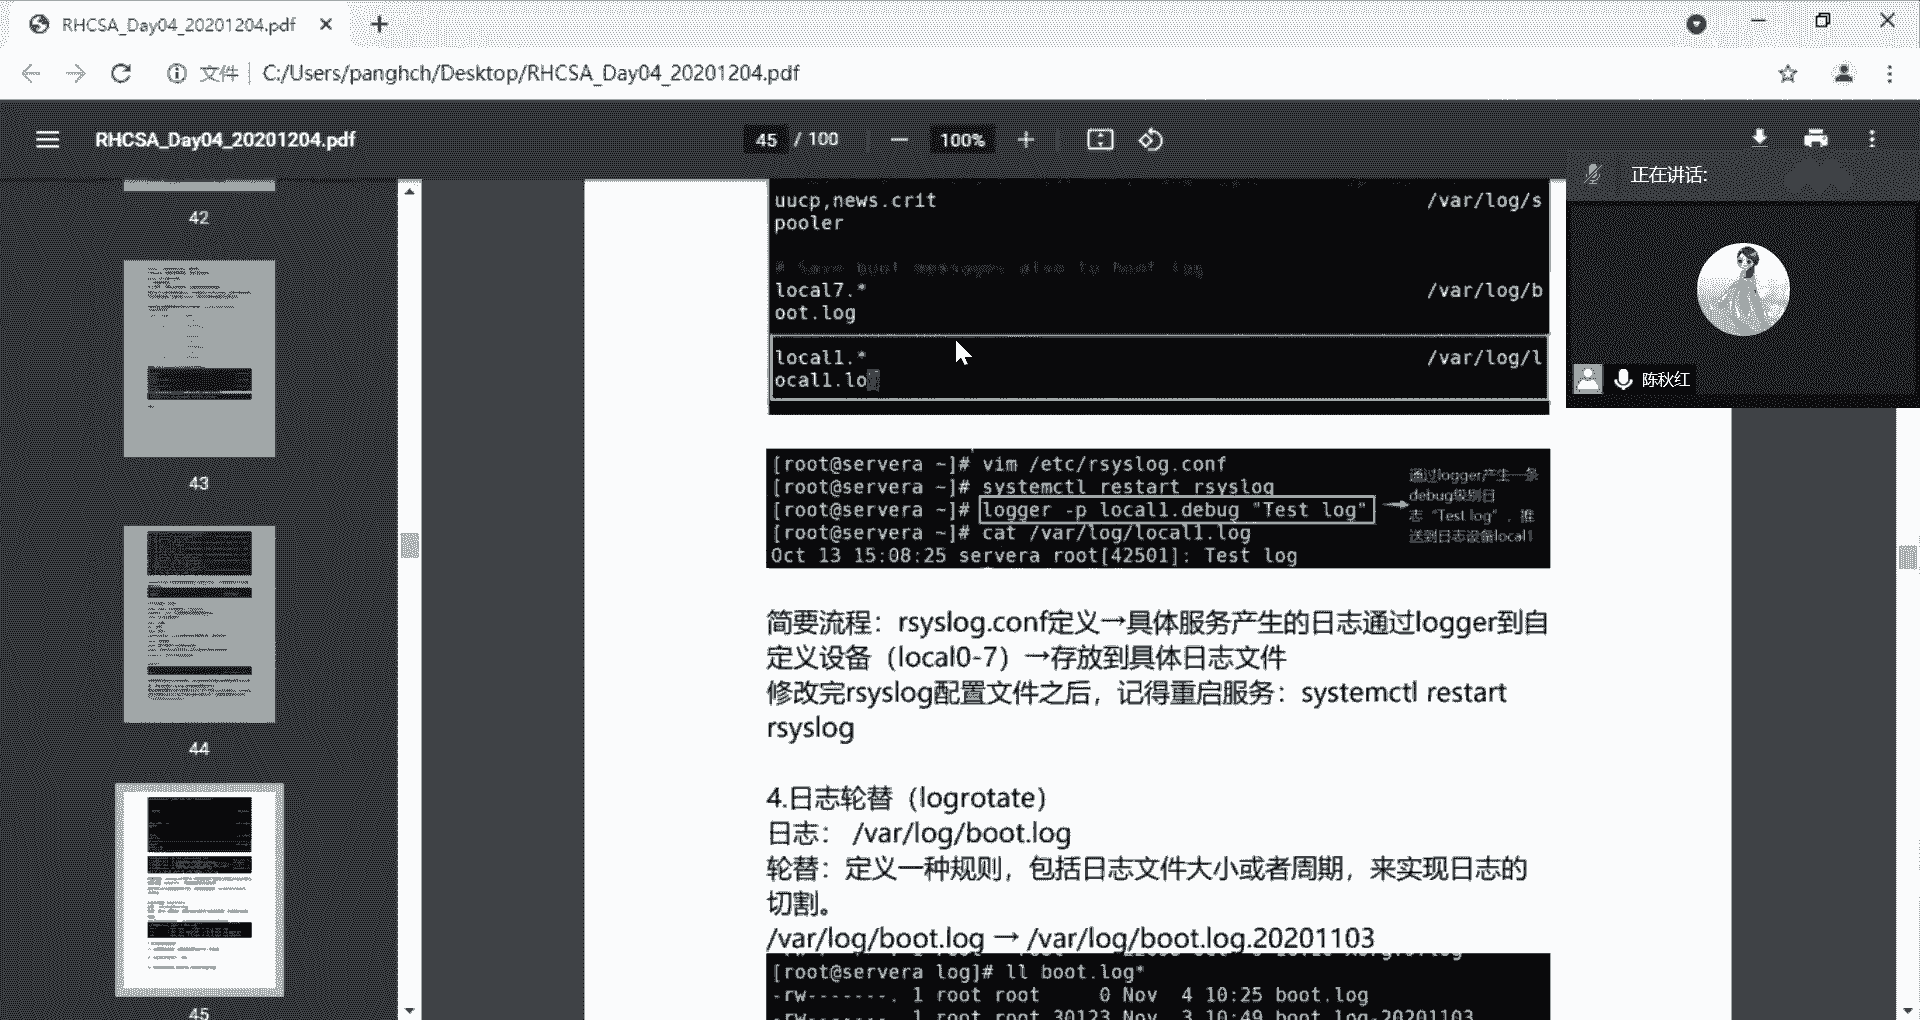 RHCSA_Day04_20201204.pdf
文件
C:/Users/panghch/Desktop/RHCSA_Day04_20201204.pdf
RHCSA_Day04_20201204.pdf
45 / 100
100%
正在讲话:
陈秋红
42
43
44
45
uucp,news.crit /var/log/s
pooler
# Save boot messages also to boot.log
local7.* /var/log/b
oot.log
local1.* /var/log/l
ocal1.lo
[root@servera ~]# vim /etc/rsyslog.conf
[root@servera ~]# systemctl restart rsyslog
[root@servera ~]# logger -p local1.debug "Test log"
[root@servera ~]# cat /var/log/local1.log
Oct 13 15:08:25 servera root[42501]: Test log
通过logger产生一条
debug级别日
志“Test log”，推
送到日志设备local1
简要流程：rsyslog.conf定义→具体服务产生的日志通过logger到自
定义设备（local0-7）→存放到具体日志文件
修改完rsyslog配置文件之后，记得重启服务：systemctl restart
rsyslog
4.日志轮替（logrotate）
日志： /var/log/boot.log
轮替：定义一种规则，包括日志文件大小或者周期，来实现日志的
切割。
/var/log/boot.log → /var/log/boot.log.20201103
[root@servera log]# ll boot.log*
-rw-------. 1 root root 0 Nov 4 10:25 boot.log
-rw-------. 1 root root 30123 Nov 3 10:49 boot.log-20201103